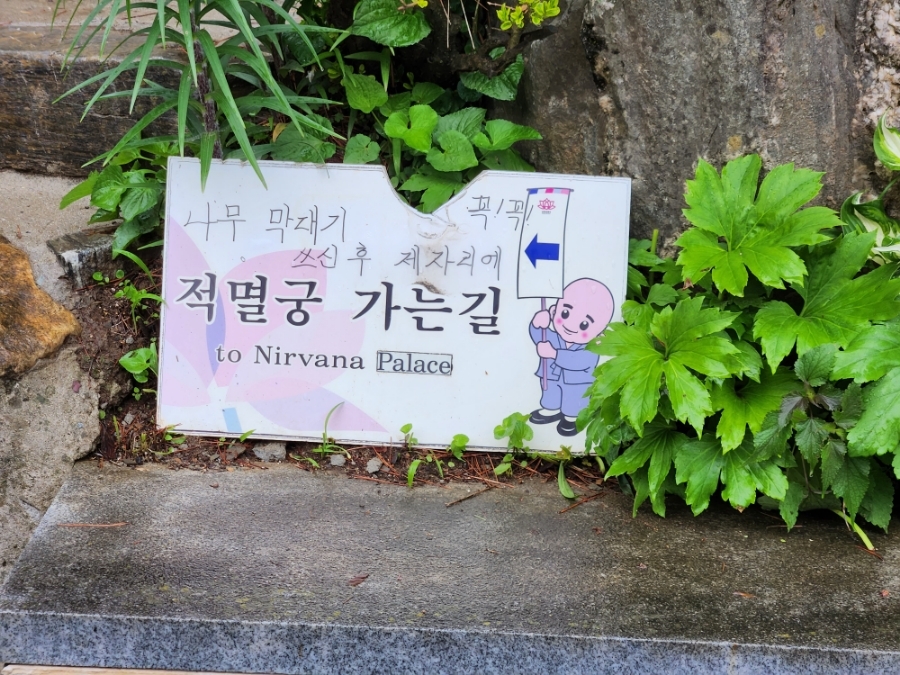 나무 막대기 꼭! 꼭!
쓰신 후 제자리에
적멸궁 가는길
to Nirvana Palace